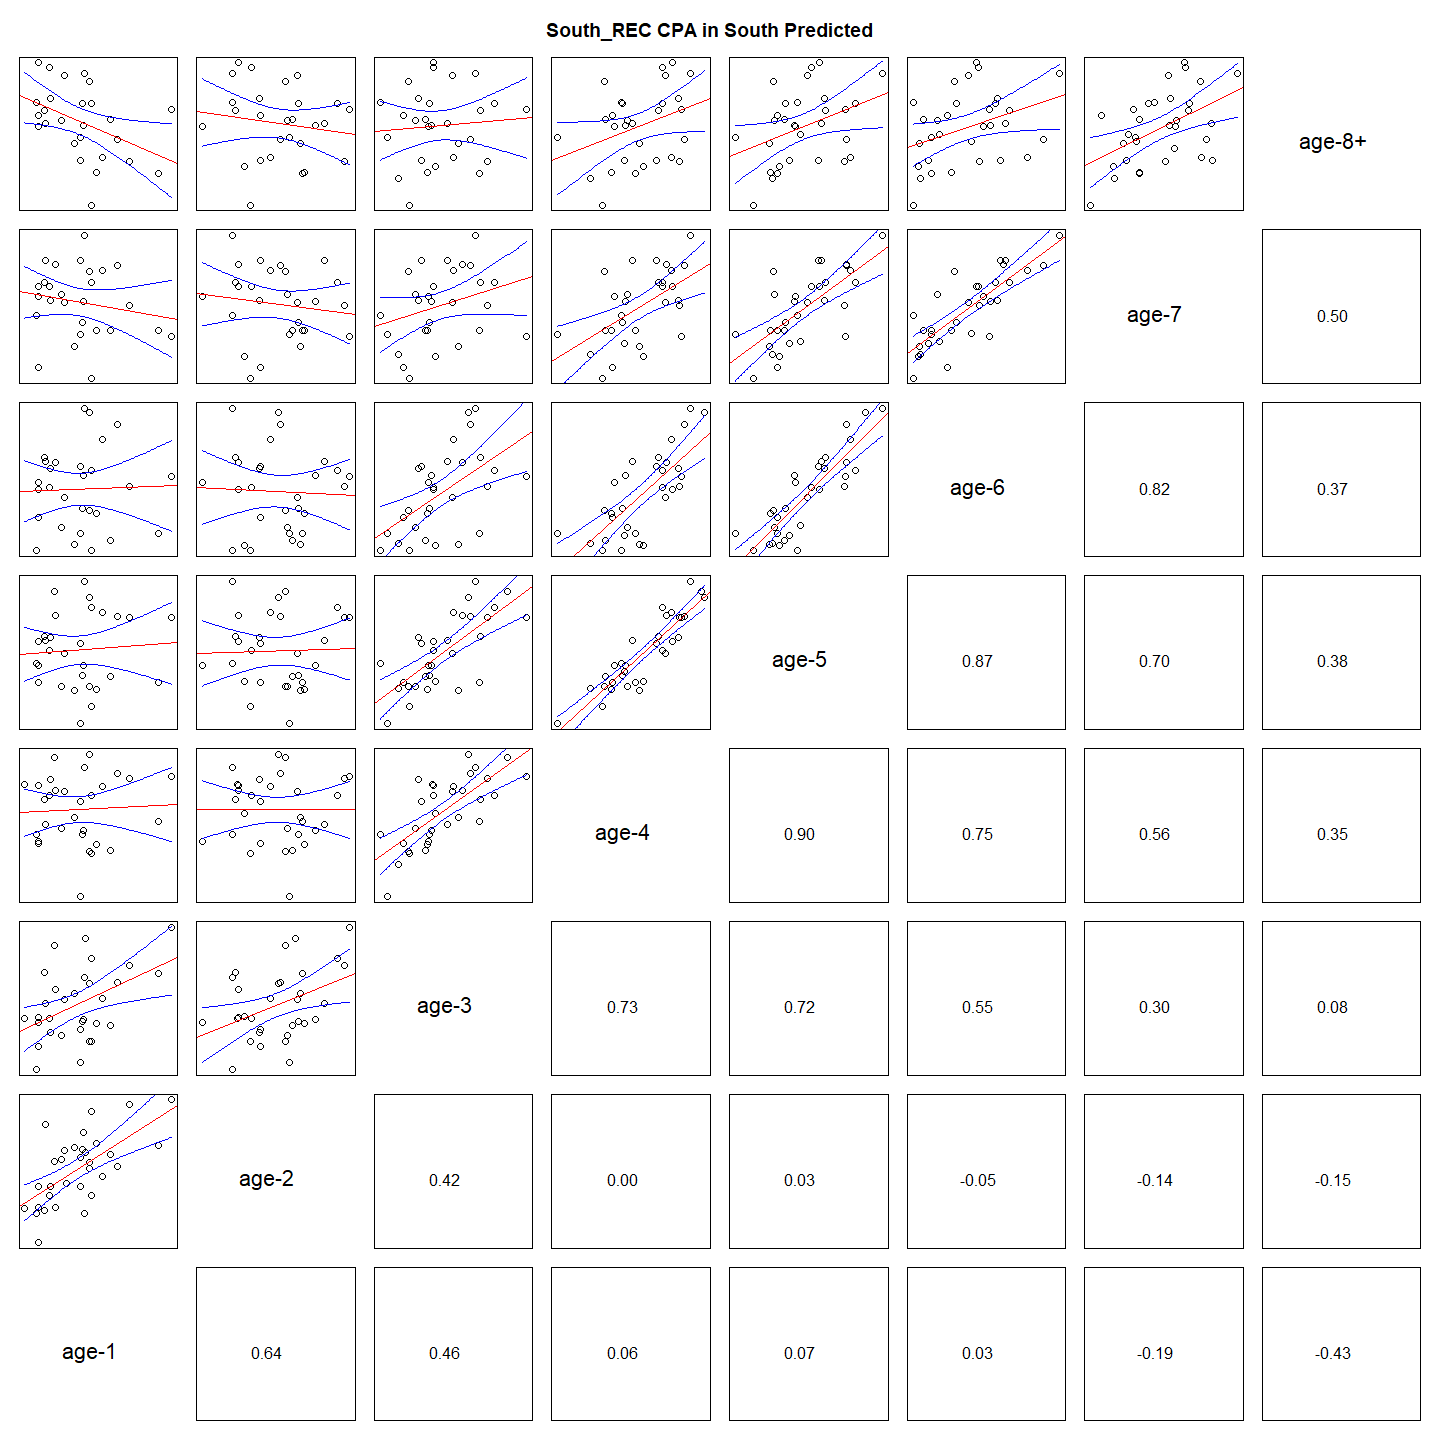 South_REC CPA in South Predicted
age-8+
age-7 0.50
age-6 0.82 0.37
age-5 0.87 0.70 0.38
age-4 0.90 0.75 0.56 0.35
age-3 0.73 0.72 0.55 0.30 0.08
age-2 0.42 0.00 0.03 -0.05 -0.14 -0.15
age-1 0.64 0.46 0.06 0.07 0.03 -0.19 -0.43